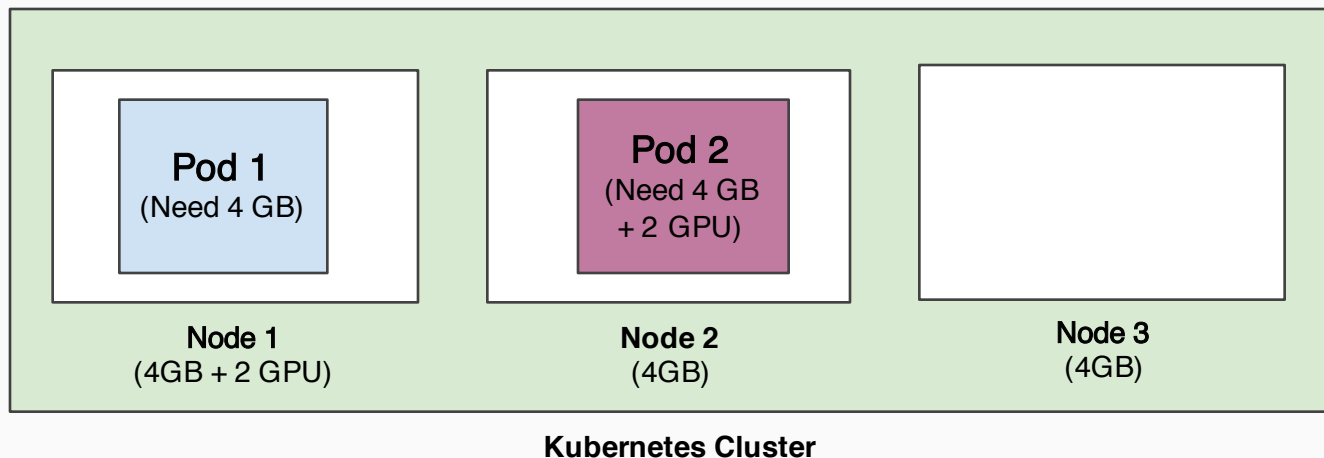 Pod 1
(Need 4 GB)
Pod 2
(Need 4 GB
+ 2 GPU)
Node 1
(4GB + 2 GPU)
Node 2
(4GB)
Node 3
(4GB)
Kubernetes Cluster